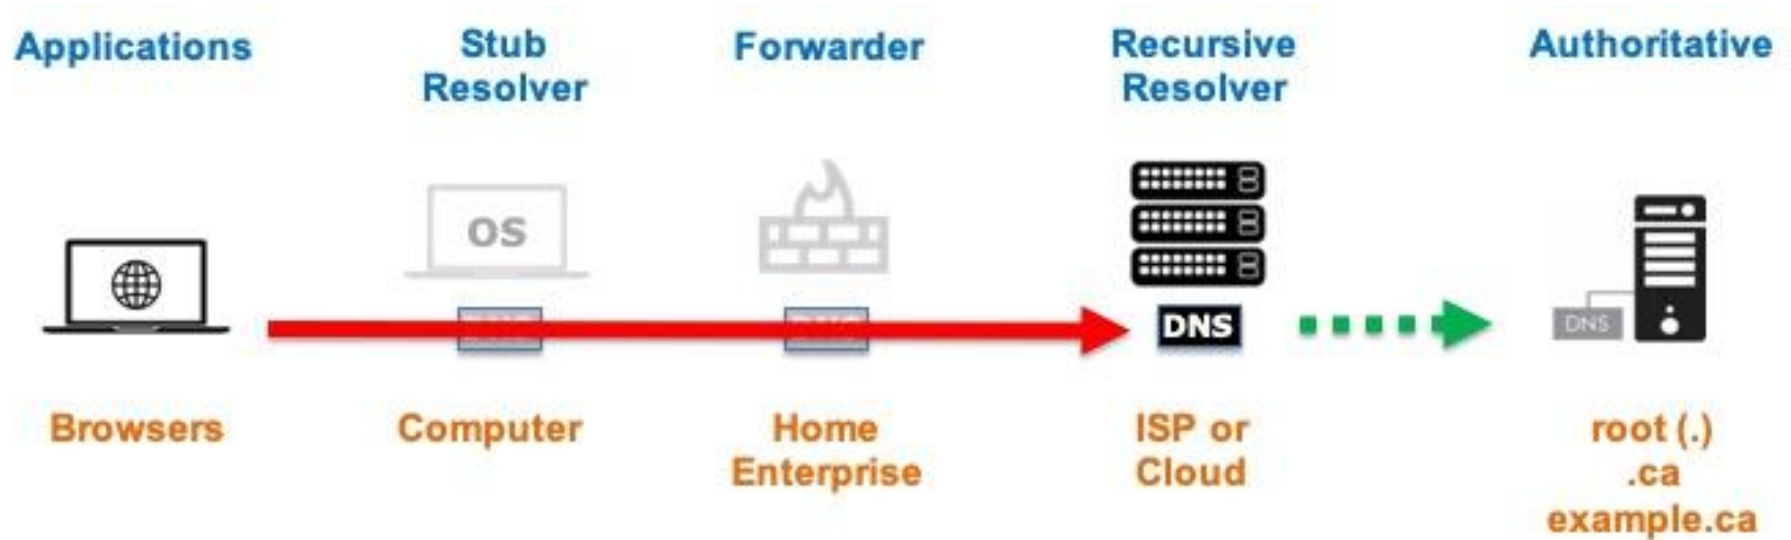 Applications
Stub
Resolver
Forwarder
Recursive
Resolver
Authoritative
OS
DNS
DNS
Browsers
Computer
Home
Enterprise
ISP or
Cloud
root (.)
.ca
example.ca